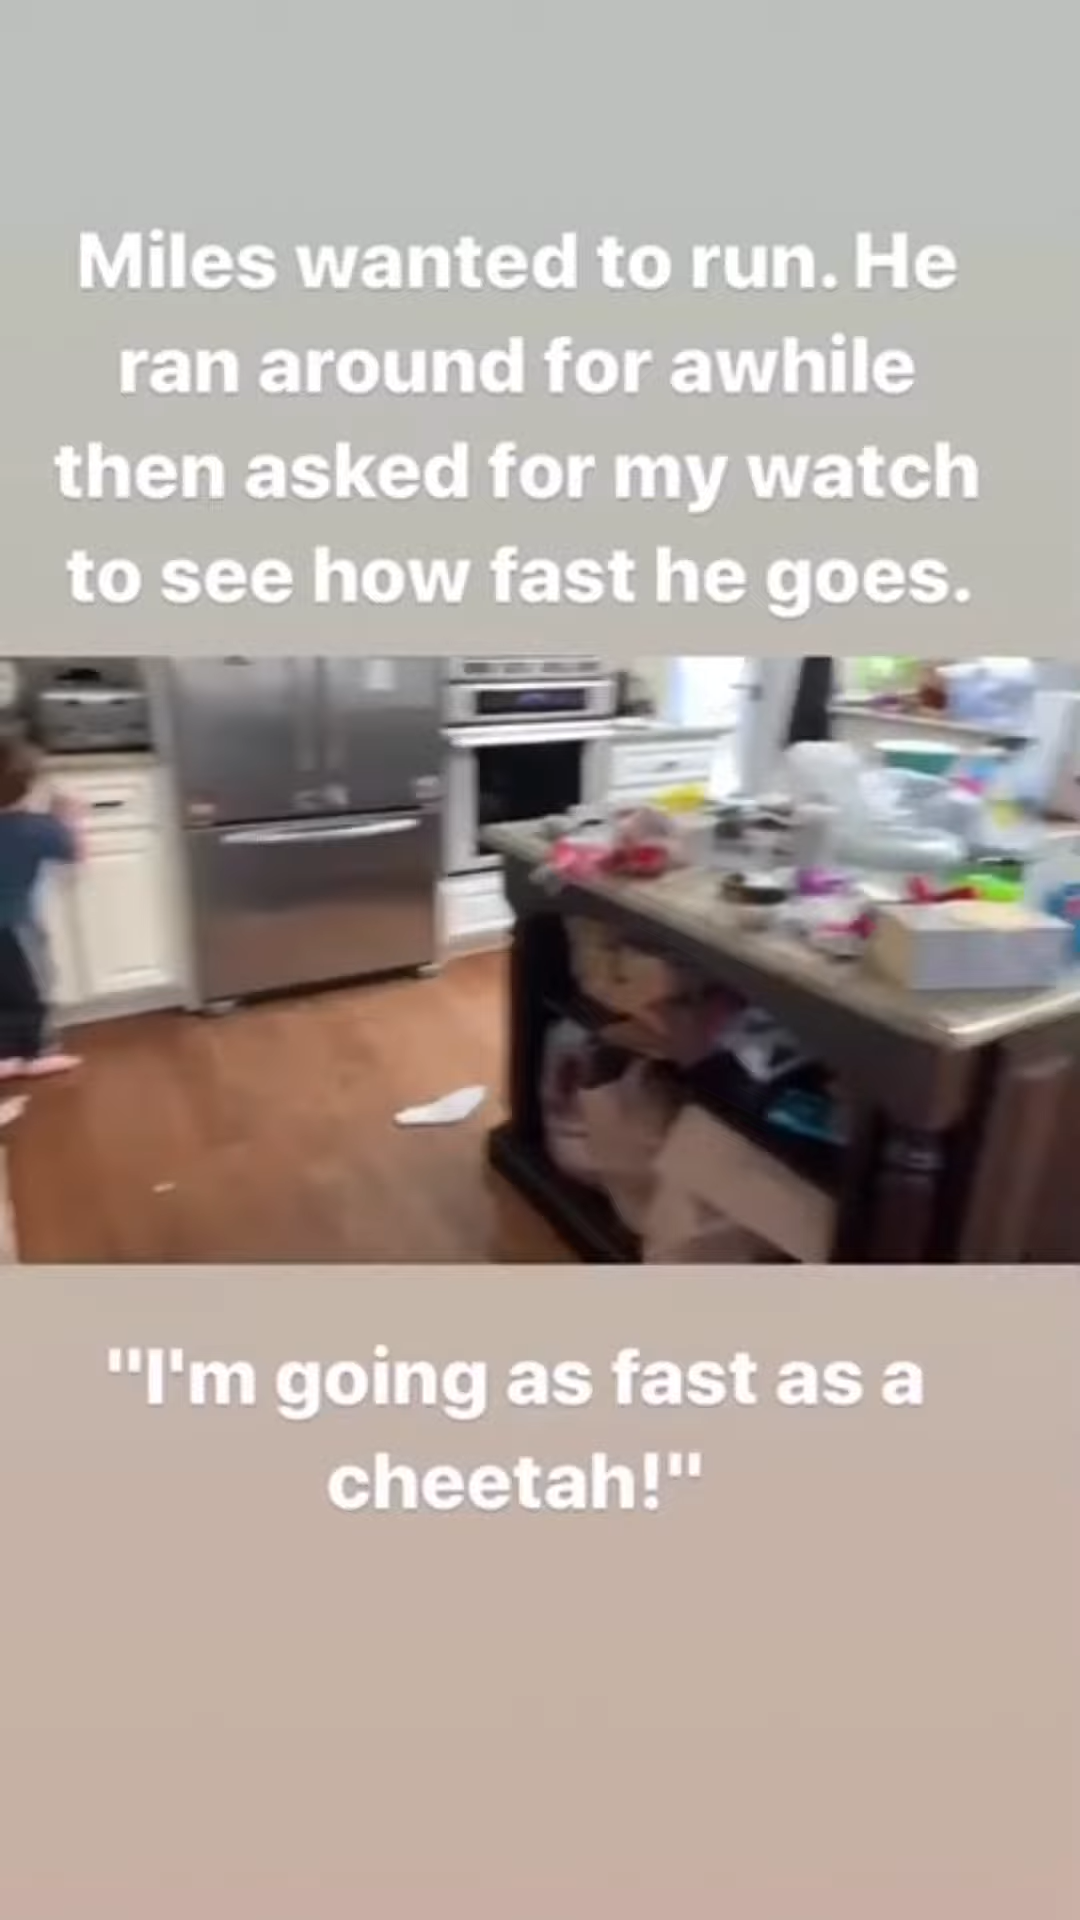 Miles wanted to run. He
ran around for awhile
then asked for my watch
to see how fast he goes.
"I'm going as fast as a
cheetah!"